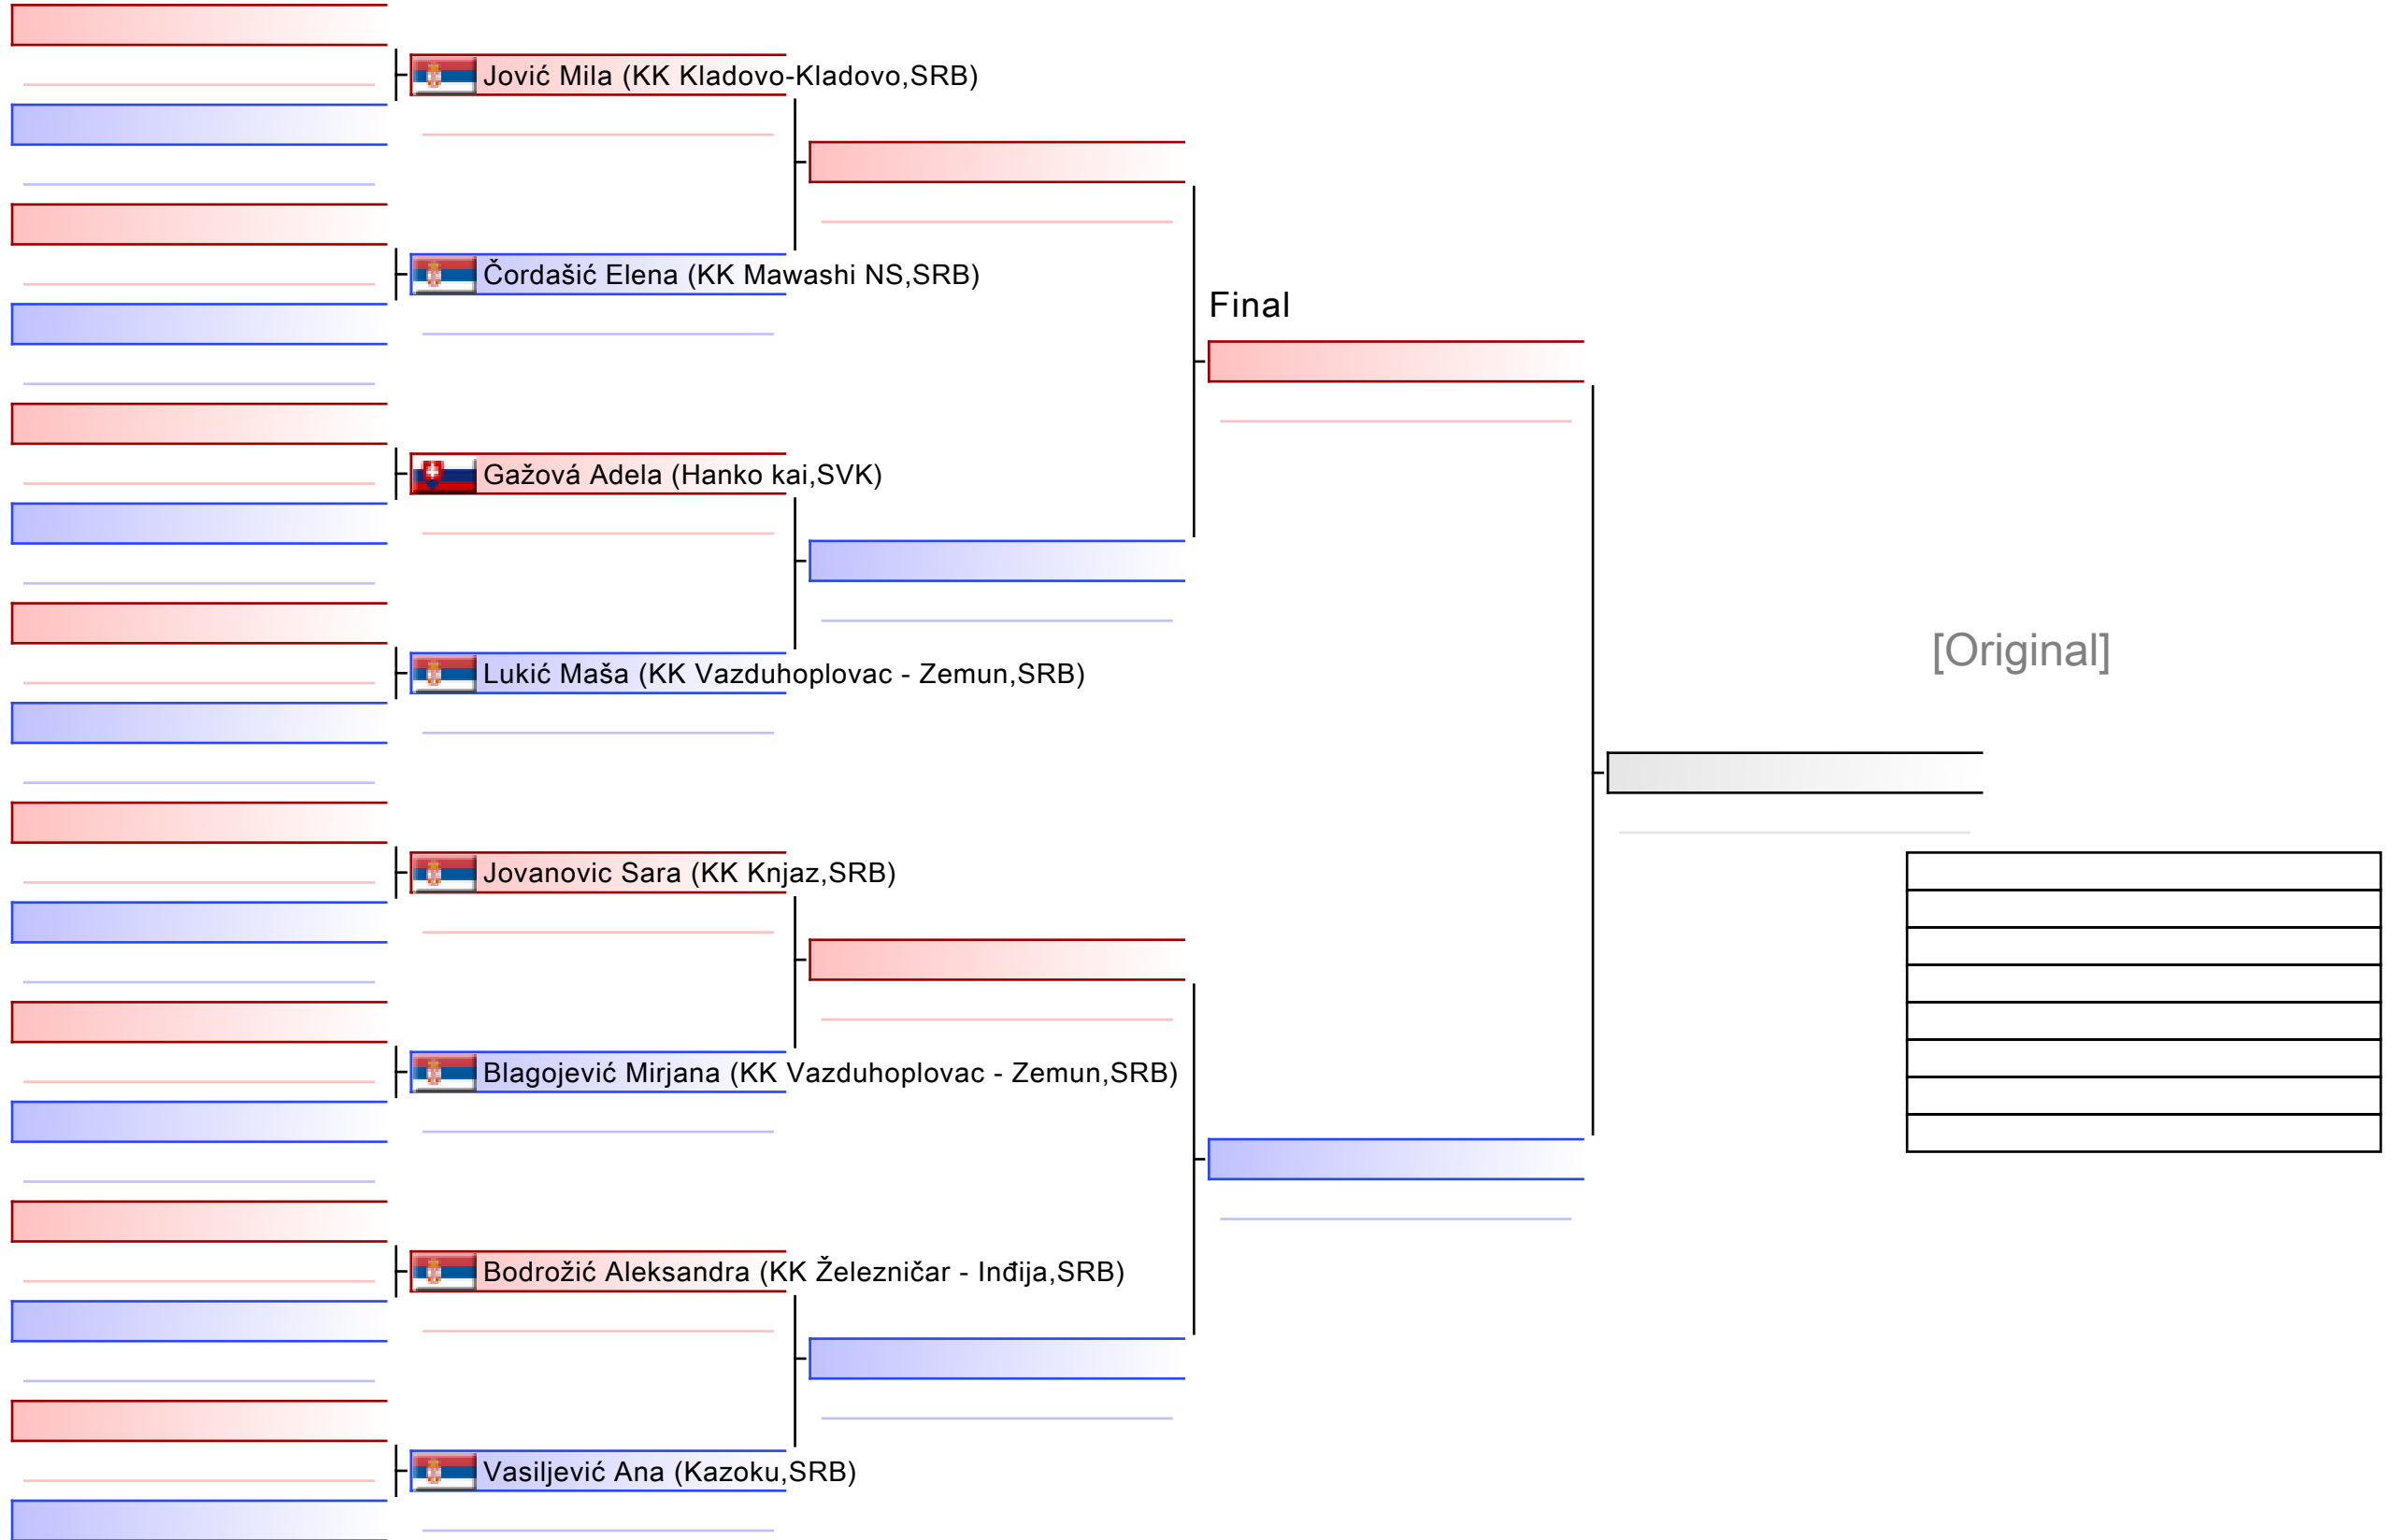 Jović Mila (KK Kladovo-Kladovo,SRB)
Čordašić Elena (KK Mawashi NS,SRB)
Final
Gažová Adela (Hanko kai,SVK)
[Original]
Lukić Maša (KK Vazduhoplovac - Zemun,SRB)
Jovanovic Sara (KK Knjaz,SRB)
Blagojević Mirjana (KK Vazduhoplovac - Zemun,SRB)
Bodrožić Aleksandra (KK Železničar - Inđija,SRB)
Vasiljević Ana (Kazoku,SRB)